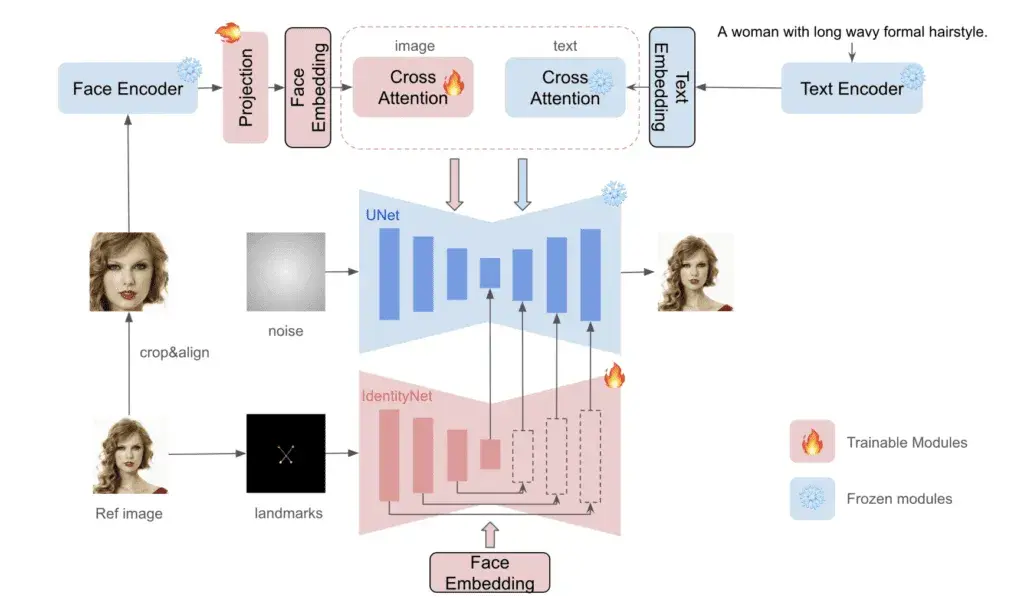 A woman with long wavy formal hairstyle.
image
text
Face Encoder
Projection
Face
Embedding
Cross
Attention
Cross
Attention
Text
Embedding
Text Encoder
UNet
noise
crop&align
IdentityNet
Ref image
landmarks
Face
Embedding
Trainable Modules
Frozen modules